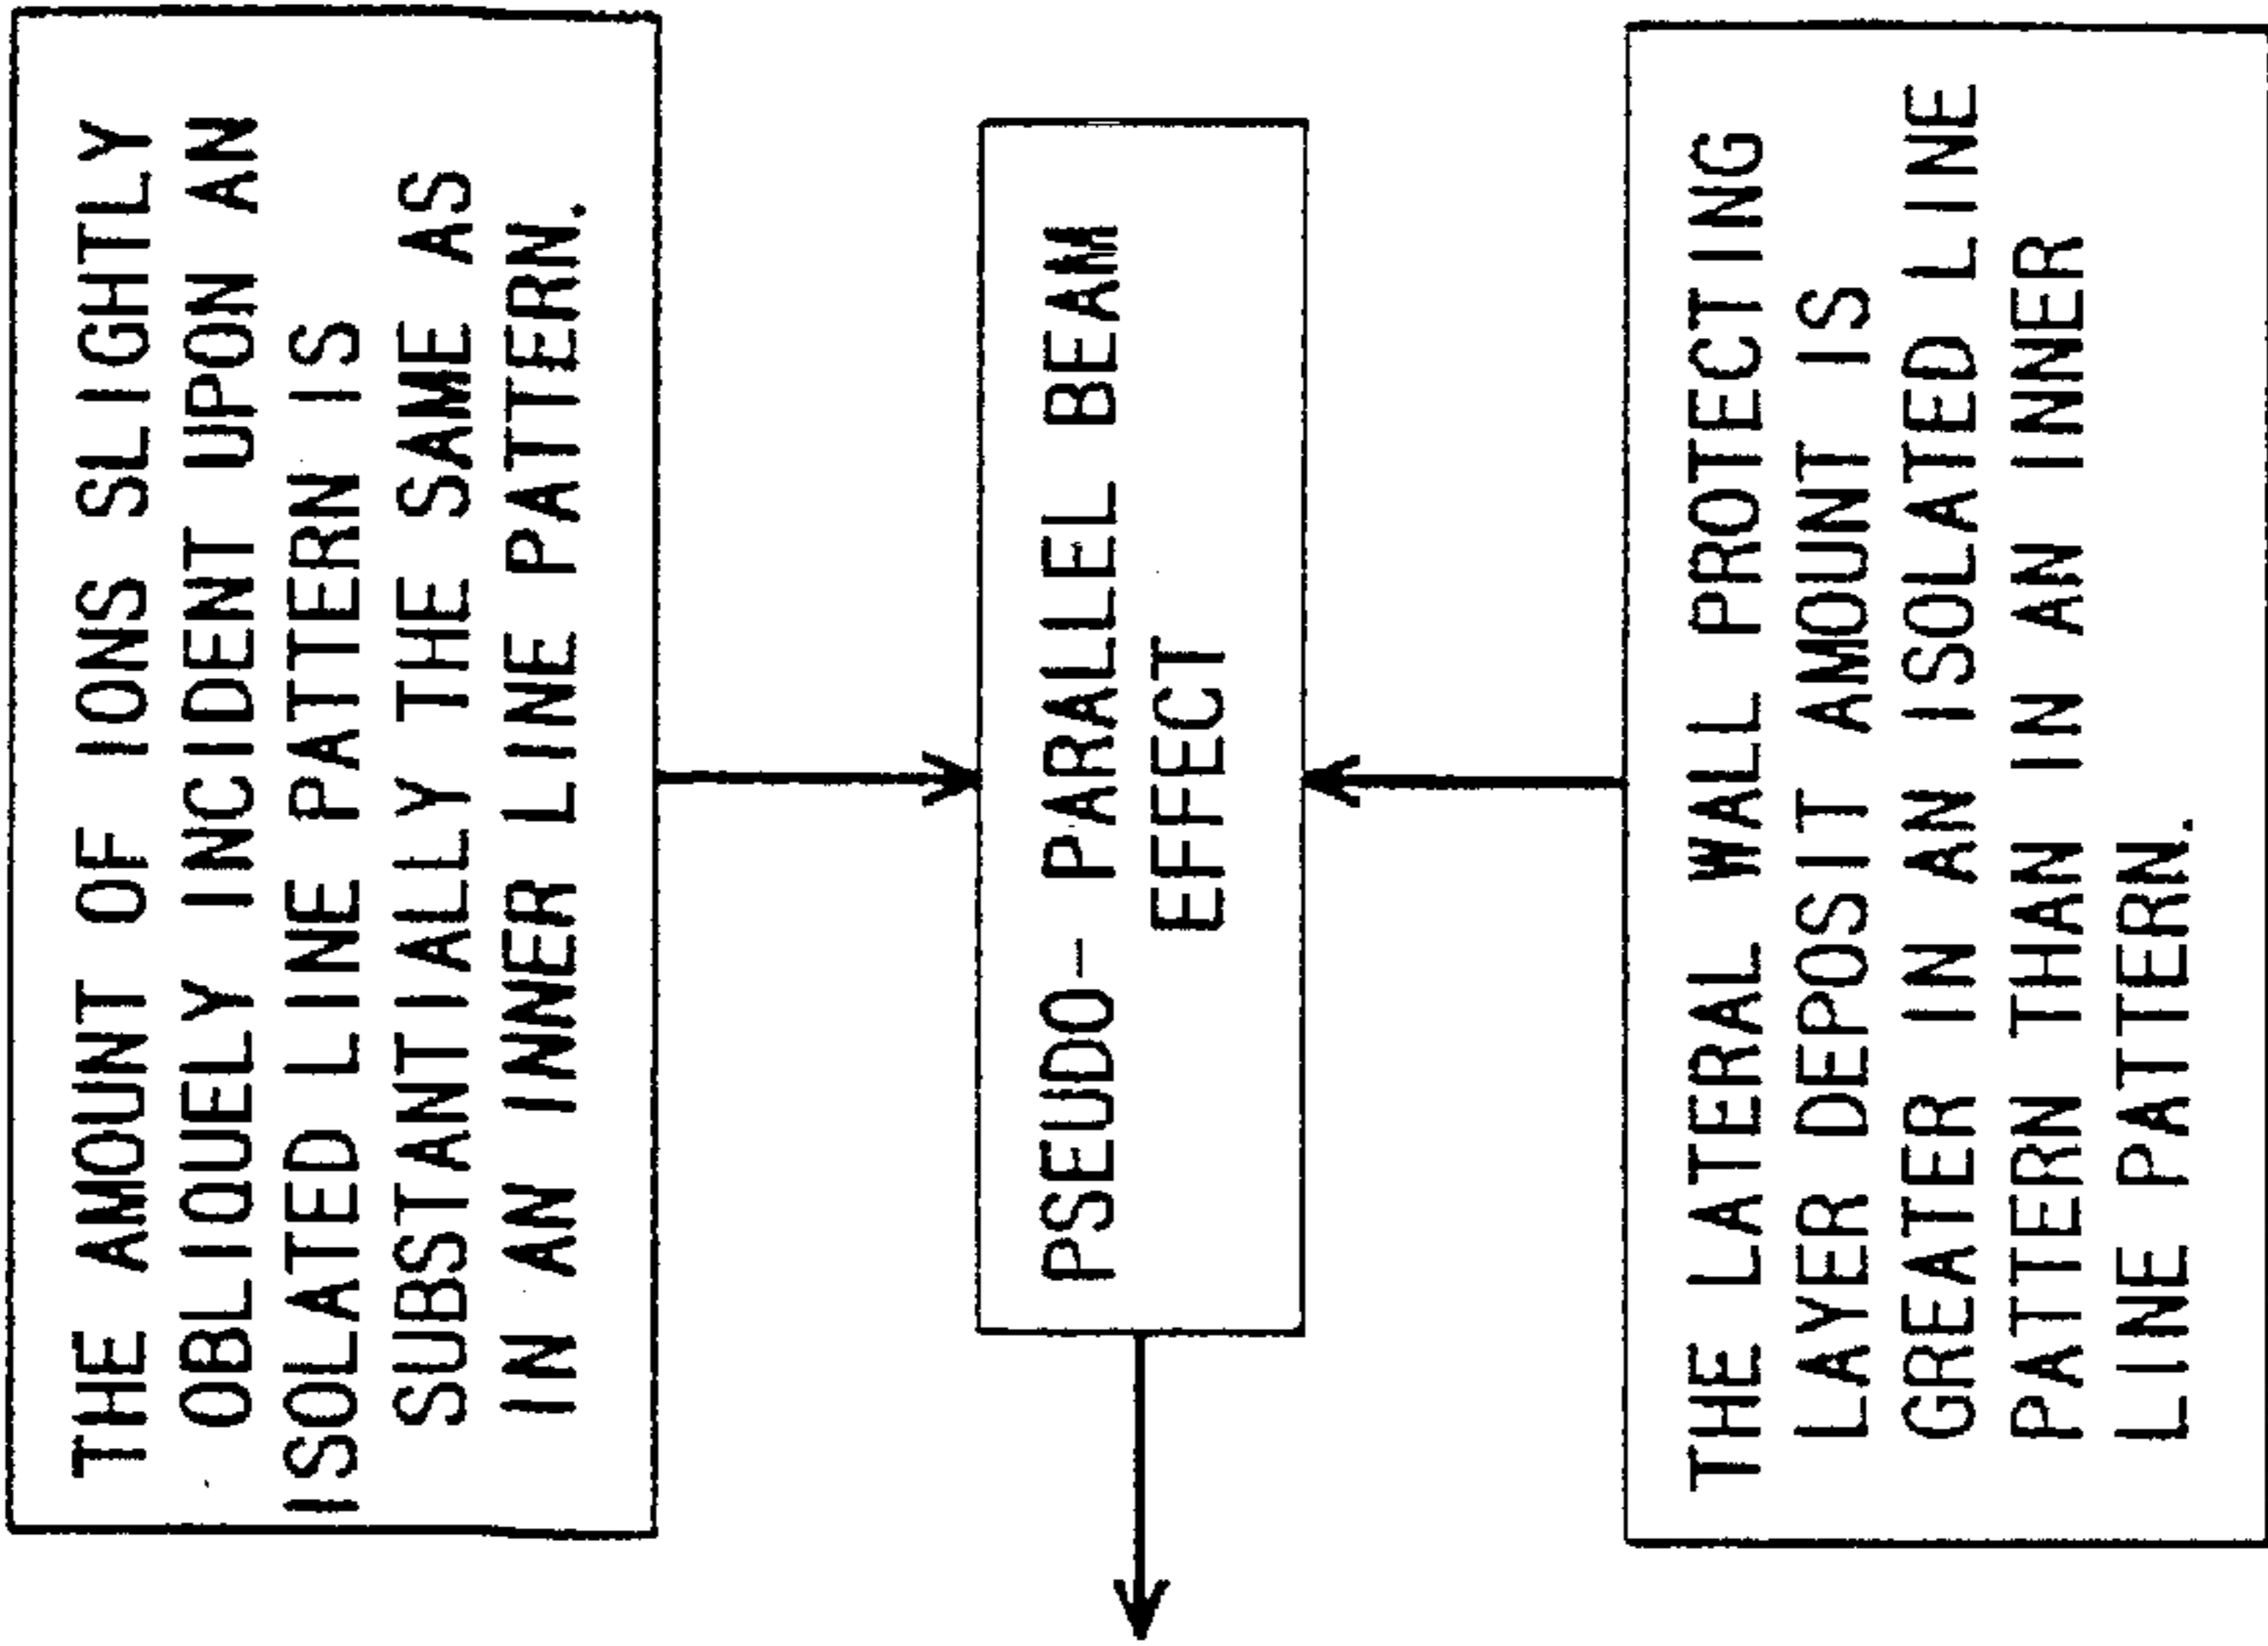 THE AMOUNT OF IONS SLIGHTLY
OBLIQUELY INCIDENT UPON AN
ISOLATED LINE PATTERN IS
SUBSTANTIALLY THE SAME AS
IN AN INNER LINE PATTERN.
PSEUDO- PARALLEL BEAM
EFFECT
THE LATERAL WALL PROTECTING
LAYER DEPOSIT AMOUNT IS
GREATER IN AN ISOLATED LINE
PATTERN THAN IN AN INNER
LINE PATTERN.